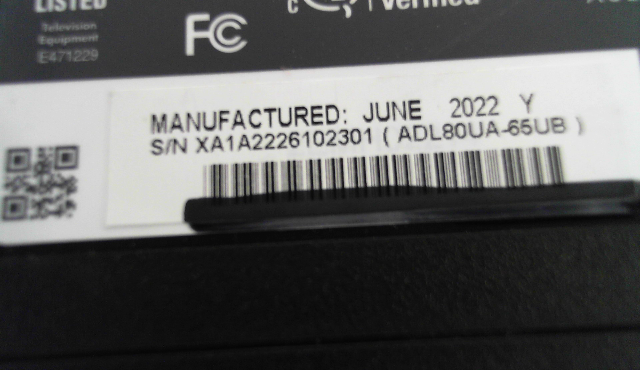 LISTED
Television
Equipment
E471229
FC
c
Verified
MANUFACTURED: JUNE 2022 Y
S/N XA1A2226102301 ( ADL80UA-65UB )